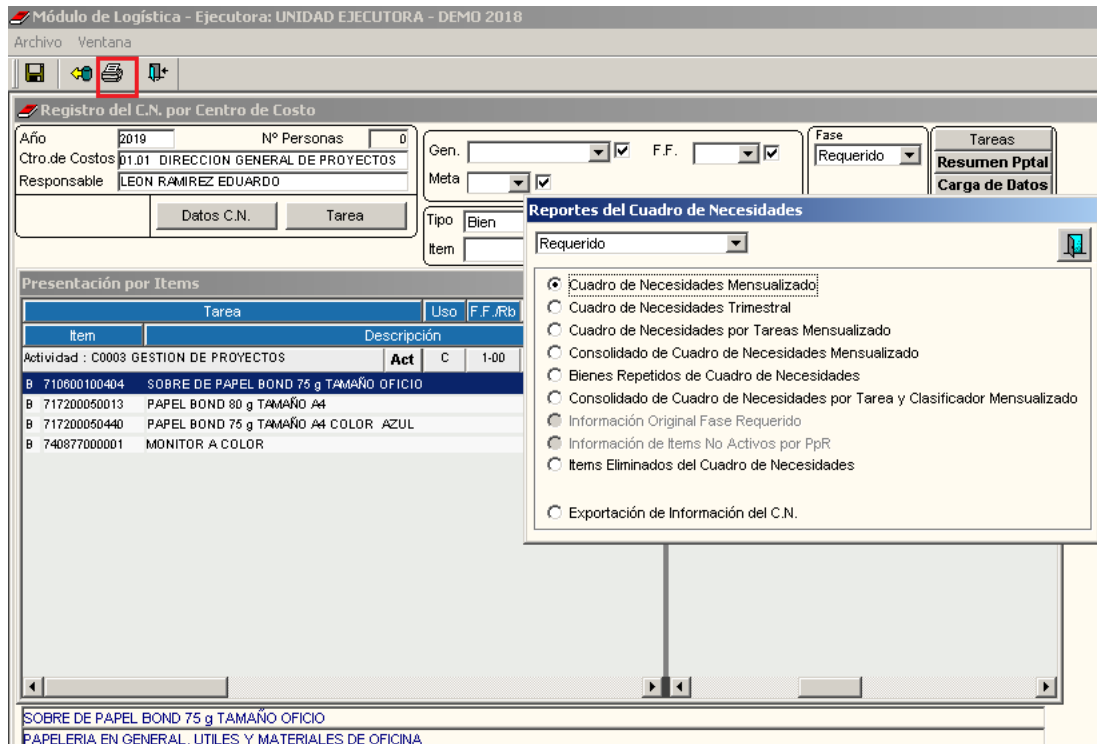 Módulo de Logística - Ejecutora: UNIDAD EJECUTORA - DEMO 2018
Archivo Ventana
Registro del C.N. por Centro de Costo
Año 2019 Nº Personas 0
Ctro.de Costos 01.01 DIRECCION GENERAL DE PROYECTOS
Responsable LEON RAMIREZ EDUARDO
Datos C.N. Tarea
Gen. F.F.
Meta
Tipo Bien
Item
Fase
Requerido
Tareas
Resumen Pptal
Carga de Datos
Reportes del Cuadro de Necesidades
Requerido
Cuadro de Necesidades Mensualizado
Cuadro de Necesidades Trimestral
Cuadro de Necesidades por Tareas Mensualizado
Consolidado de Cuadro de Necesidades Mensualizado
Bienes Repetidos de Cuadro de Necesidades
Consolidado de Cuadro de Necesidades por Tarea y Clasificador Mensualizado
Información Original Fase Requerido
Información de Items No Activos por PpR
Items Eliminados del Cuadro de Necesidades
Exportación de Información del C.N.
Presentación por Items
Tarea Uso F.F./Rb
Item Descripción
Actividad : C0003 GESTION DE PROYECTOS Act C 1-00
B 710600100404 SOBRE DE PAPEL BOND 75 g TAMAÑO OFICIO
B 717200050013 PAPEL BOND 80 g TAMAÑO A4
B 717200050440 PAPEL BOND 75 g TAMAÑO A4 COLOR AZUL
B 740877000001 MONITOR A COLOR
SOBRE DE PAPEL BOND 75 g TAMAÑO OFICIO
PAPELERIA EN GENERAL, UTILES Y MATERIALES DE OFICINA